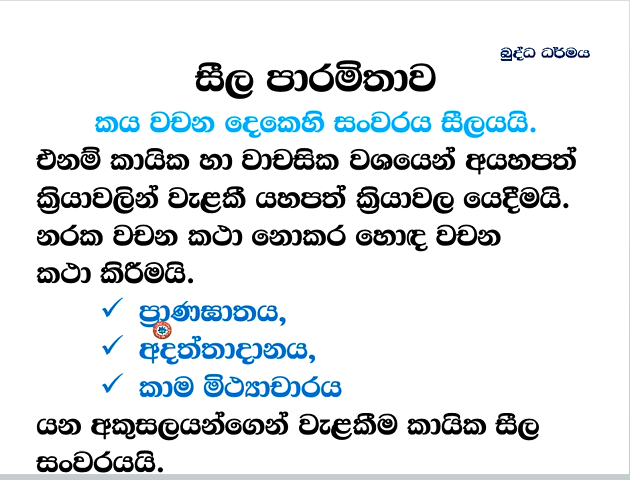 බුද්ධ ධර්මය
සීල පාරමිතාව
කය වචන දෙකෙහි සංවරය සීලයයි.
එනම් කායික හා වාචසික වශයෙන් අයහපත්
ක්‍රියාවලින් වැළකී යහපත් ක්‍රියාවල යෙදීමයි.
නරක වචන කථා නොකර හොඳ වචන
කථා කිරීමයි.
✓ ප්‍රාණඝාතය,
✓ අදත්තාදානය,
✓ කාම මිථ්‍යාචාරය
යන අකුසලයන්ගෙන් වැළකීම කායික සීල
සංවරයයි.